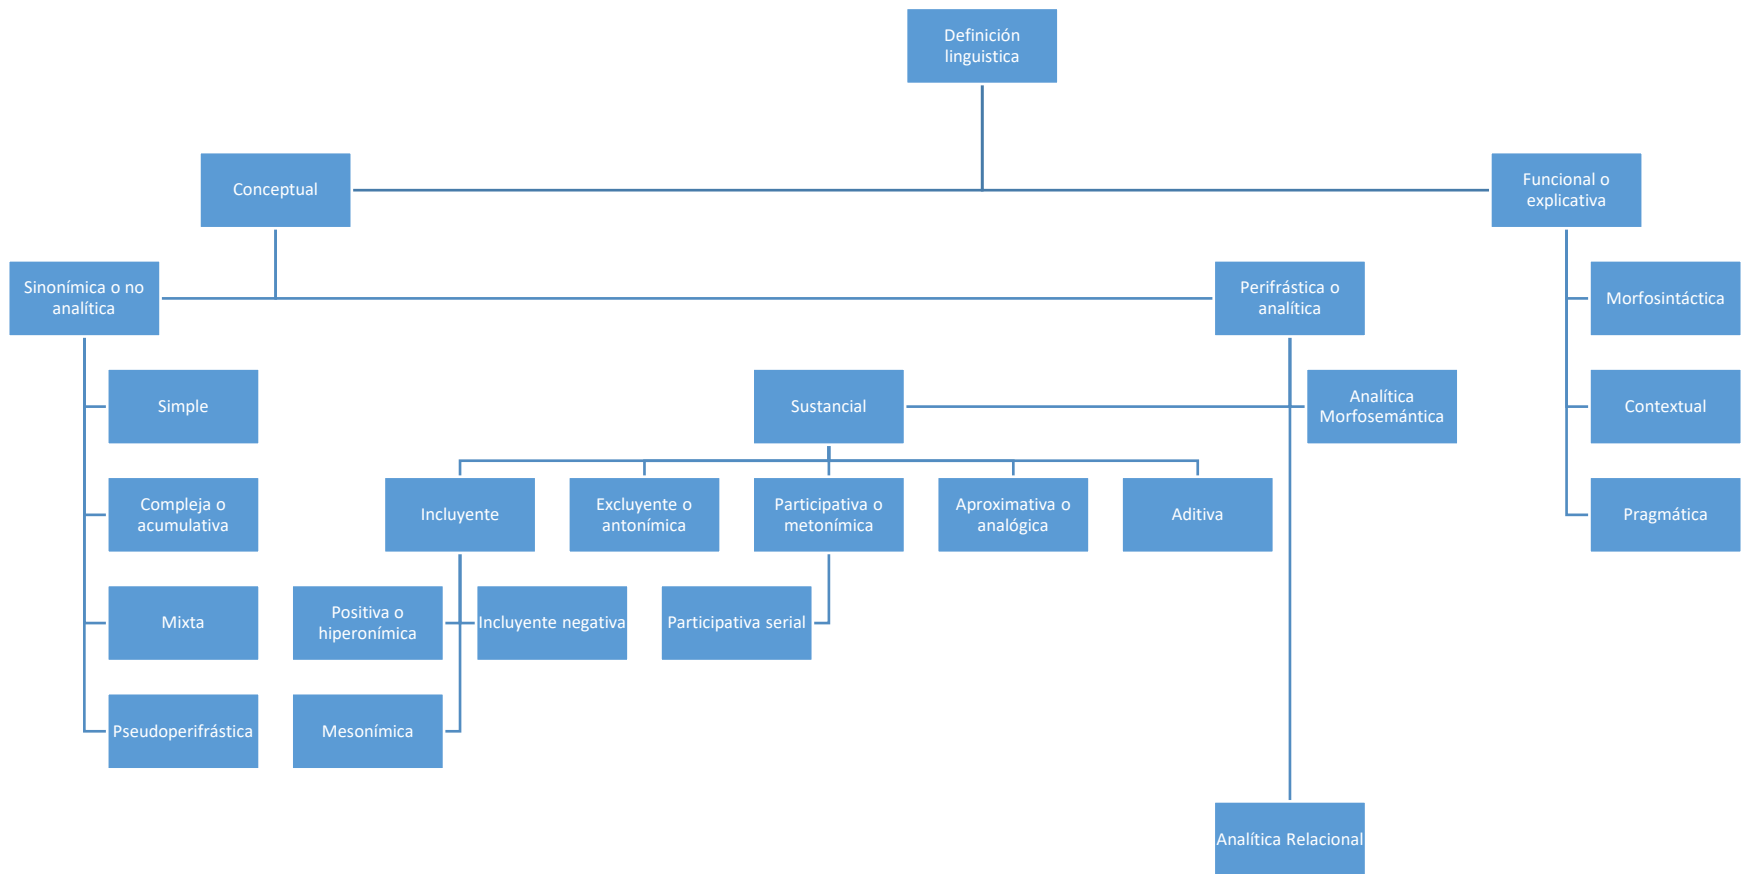 Definición
linguistica
Conceptual
Funcional o
explicativa
Sinonímica o no
analítica
Perifrástica o
analítica
Morfosintáctica
Simple
Sustancial
Analítica
Morfosemántica
Contextual
Compleja o
acumulativa
Incluyente
Excluyente o
antonímica
Participativa o
metonímica
Aproximativa o
analógica
Aditiva
Pragmática
Mixta
Positiva o
hiperonímica
Incluyente negativa
Participativa serial
Pseudoperifrástica
Mesonímica
Analítica Relacional